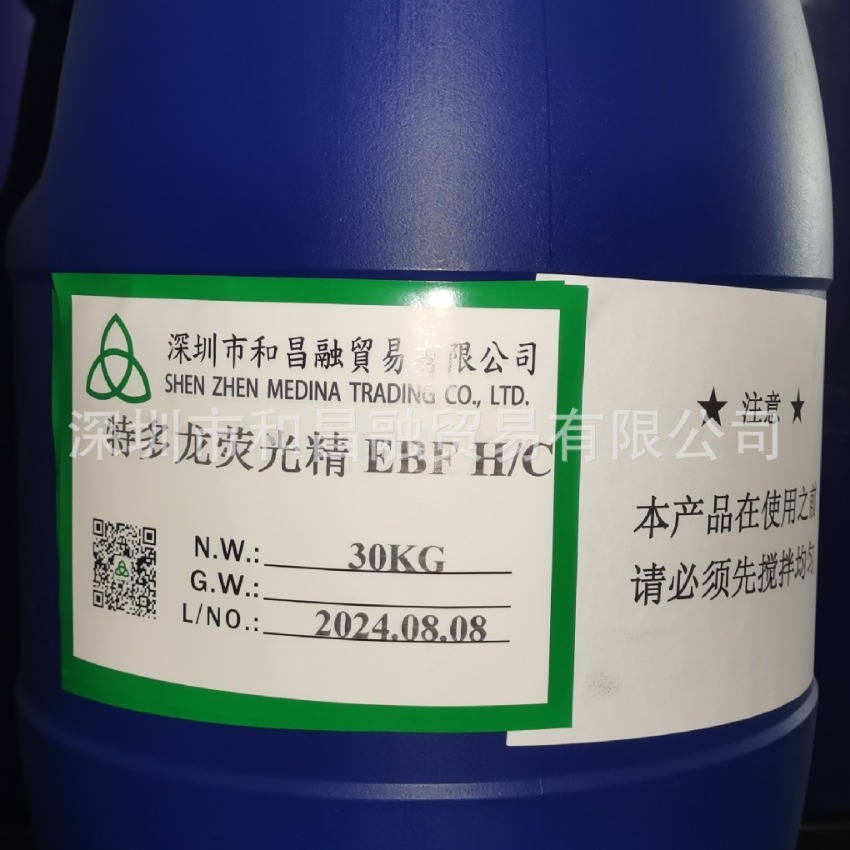 深圳市和昌融貿易有限公司
SHEN ZHEN MEDINA TRADING CO., LTD.
深圳市和昌融贸易有限公司
特多龙荧光精 EBF H/C
N.W.: 30KG
G.W.:
L/NO.: 2024.08.08
★ 注意 ★
本产品在使用之前
请必须先搅拌均匀